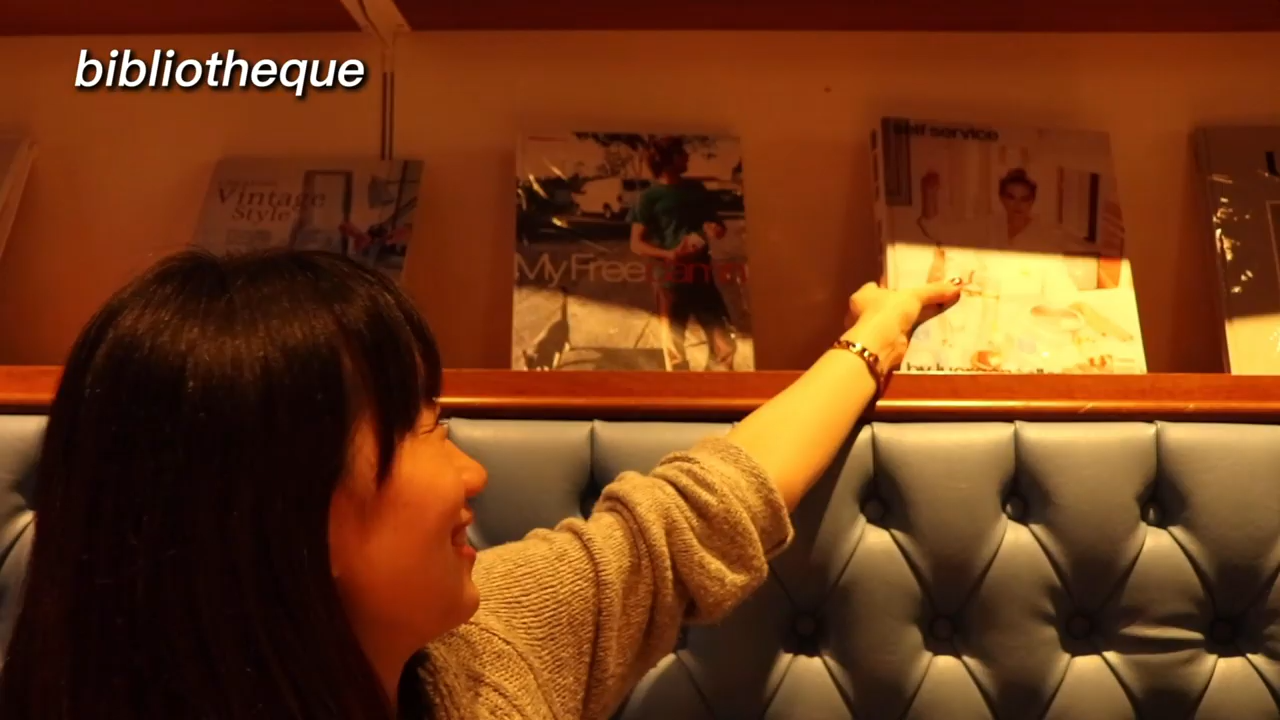 bibliotheque
Vintage
Style
My Free
self service